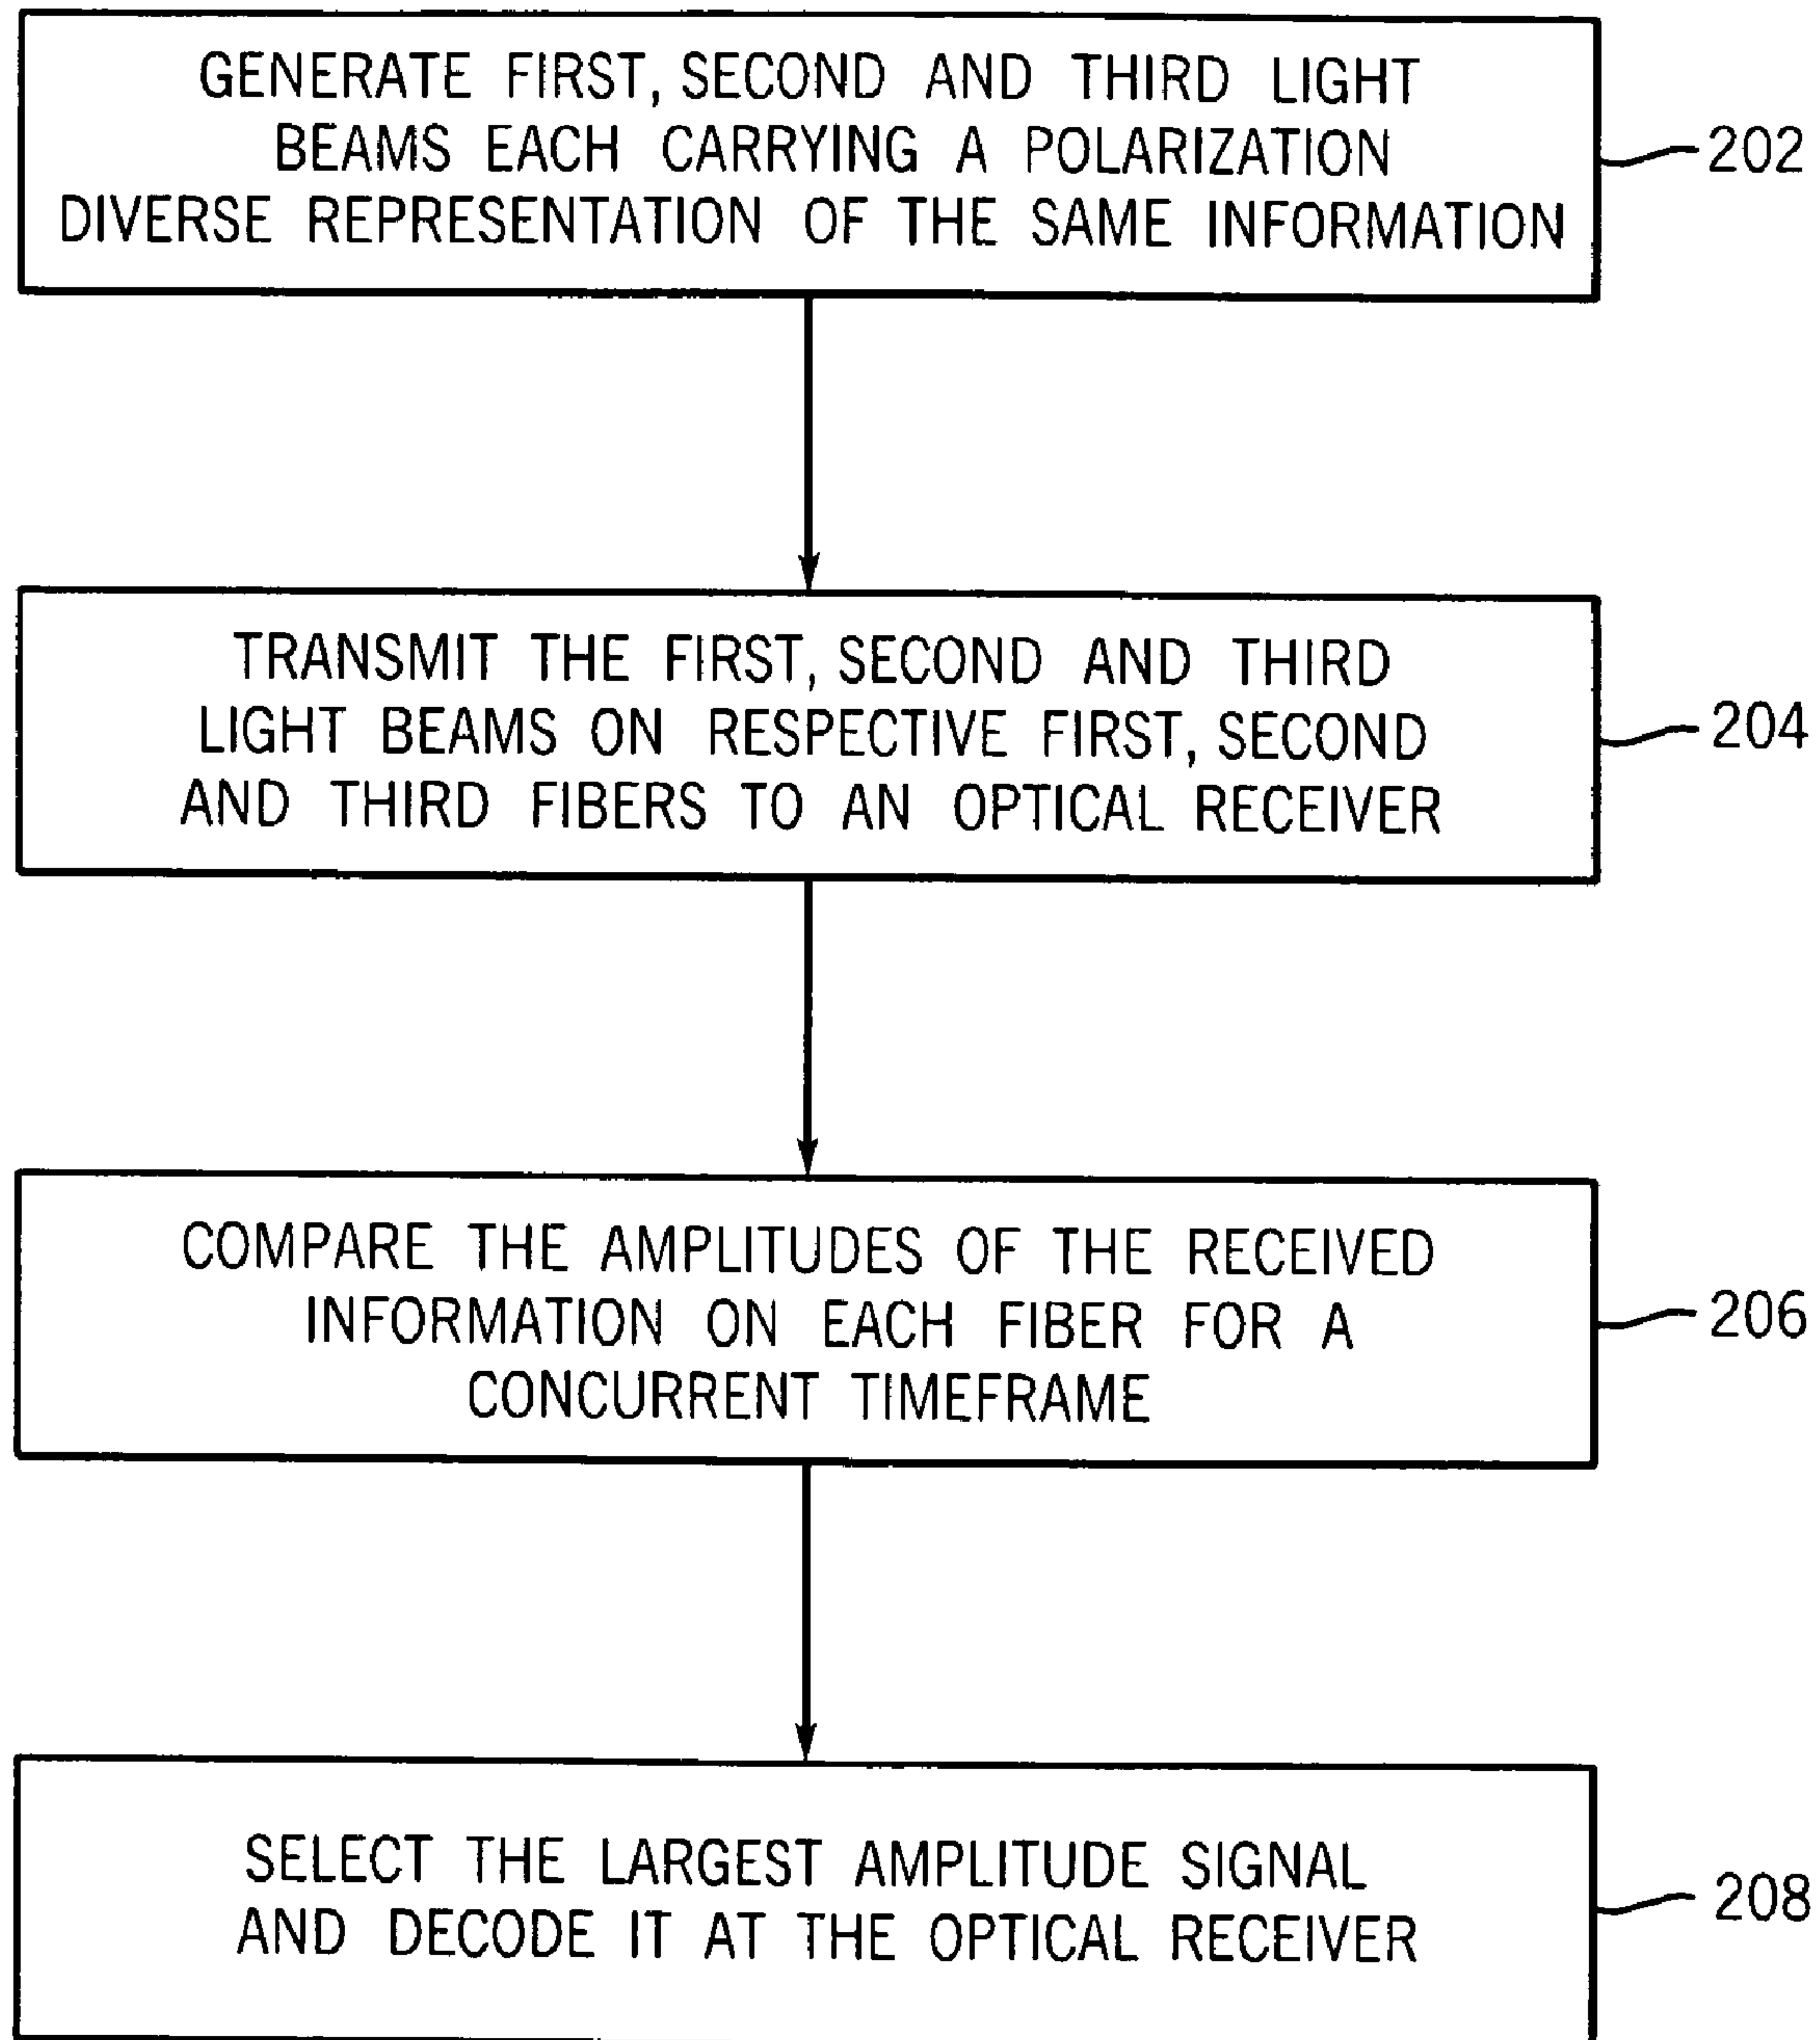 GENERATE FIRST, SECOND AND THIRD LIGHT
BEAMS EACH CARRYING A POLARIZATION
DIVERSE REPRESENTATION OF THE SAME INFORMATION
202
TRANSMIT THE FIRST, SECOND AND THIRD
LIGHT BEAMS ON RESPECTIVE FIRST, SECOND
AND THIRD FIBERS TO AN OPTICAL RECEIVER
204
COMPARE THE AMPLITUDES OF THE RECEIVED
INFORMATION ON EACH FIBER FOR A
CONCURRENT TIMEFRAME
206
SELECT THE LARGEST AMPLITUDE SIGNAL
AND DECODE IT AT THE OPTICAL RECEIVER
208